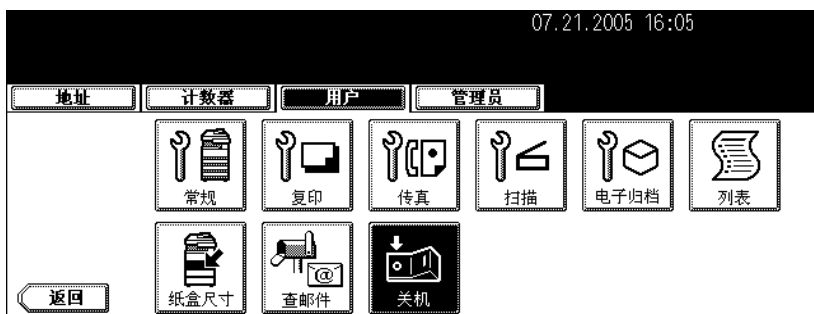 07.21.2005 16:05
地址 计数器 用户 管理员
常规 复印 传真 扫描 电子归档 列表
纸盒尺寸 查邮件 关机
返回